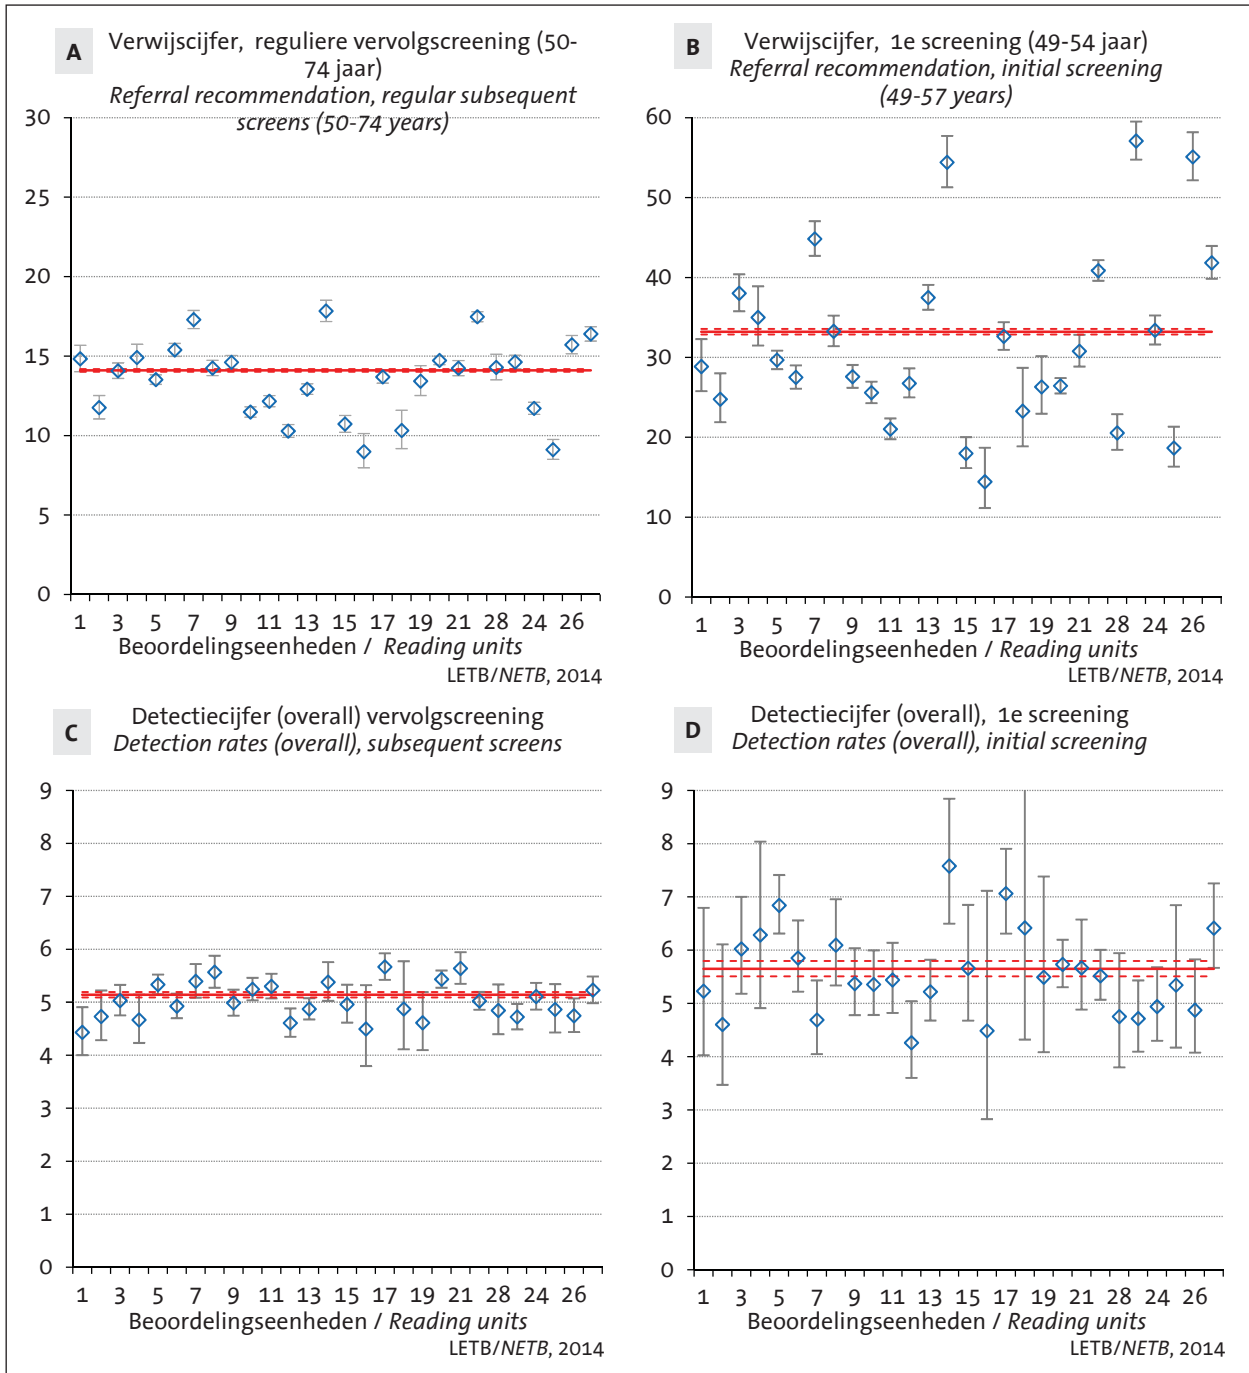 A
Verwijscijfer, reguliere vervolgscreening (50-
74 jaar)
Referral recommendation, regular subsequent
screens (50-74 years)
30
25
20
15
10
5
0
1 3 5 7 9 11 13 15 17 19 21 28 24 26
Beoordelingseenheden / Reading units
LETB/NETB, 2014
B
Verwijscijfer, 1e screening (49-54 jaar)
Referral recommendation, initial screening
(49-57 years)
60
50
40
30
20
10
0
1 3 5 7 9 11 13 15 17 19 21 28 24 26
Beoordelingseenheden / Reading units
LETB/NETB, 2014
C
Detectiecijfer (overall) vervolgscreening
Detection rates (overall), subsequent screens
9
8
7
6
5
4
3
2
1
0
1 3 5 7 9 11 13 15 17 19 21 28 24 26
Beoordelingseenheden / Reading units
LETB/NETB, 2014
D
Detectiecijfer (overall), 1e screening
Detection rates (overall), initial screening
9
8
7
6
5
4
3
2
1
0
1 3 5 7 9 11 13 15 17 19 21 28 24 26
Beoordelingseenheden / Reading units
LETB/NETB, 2014